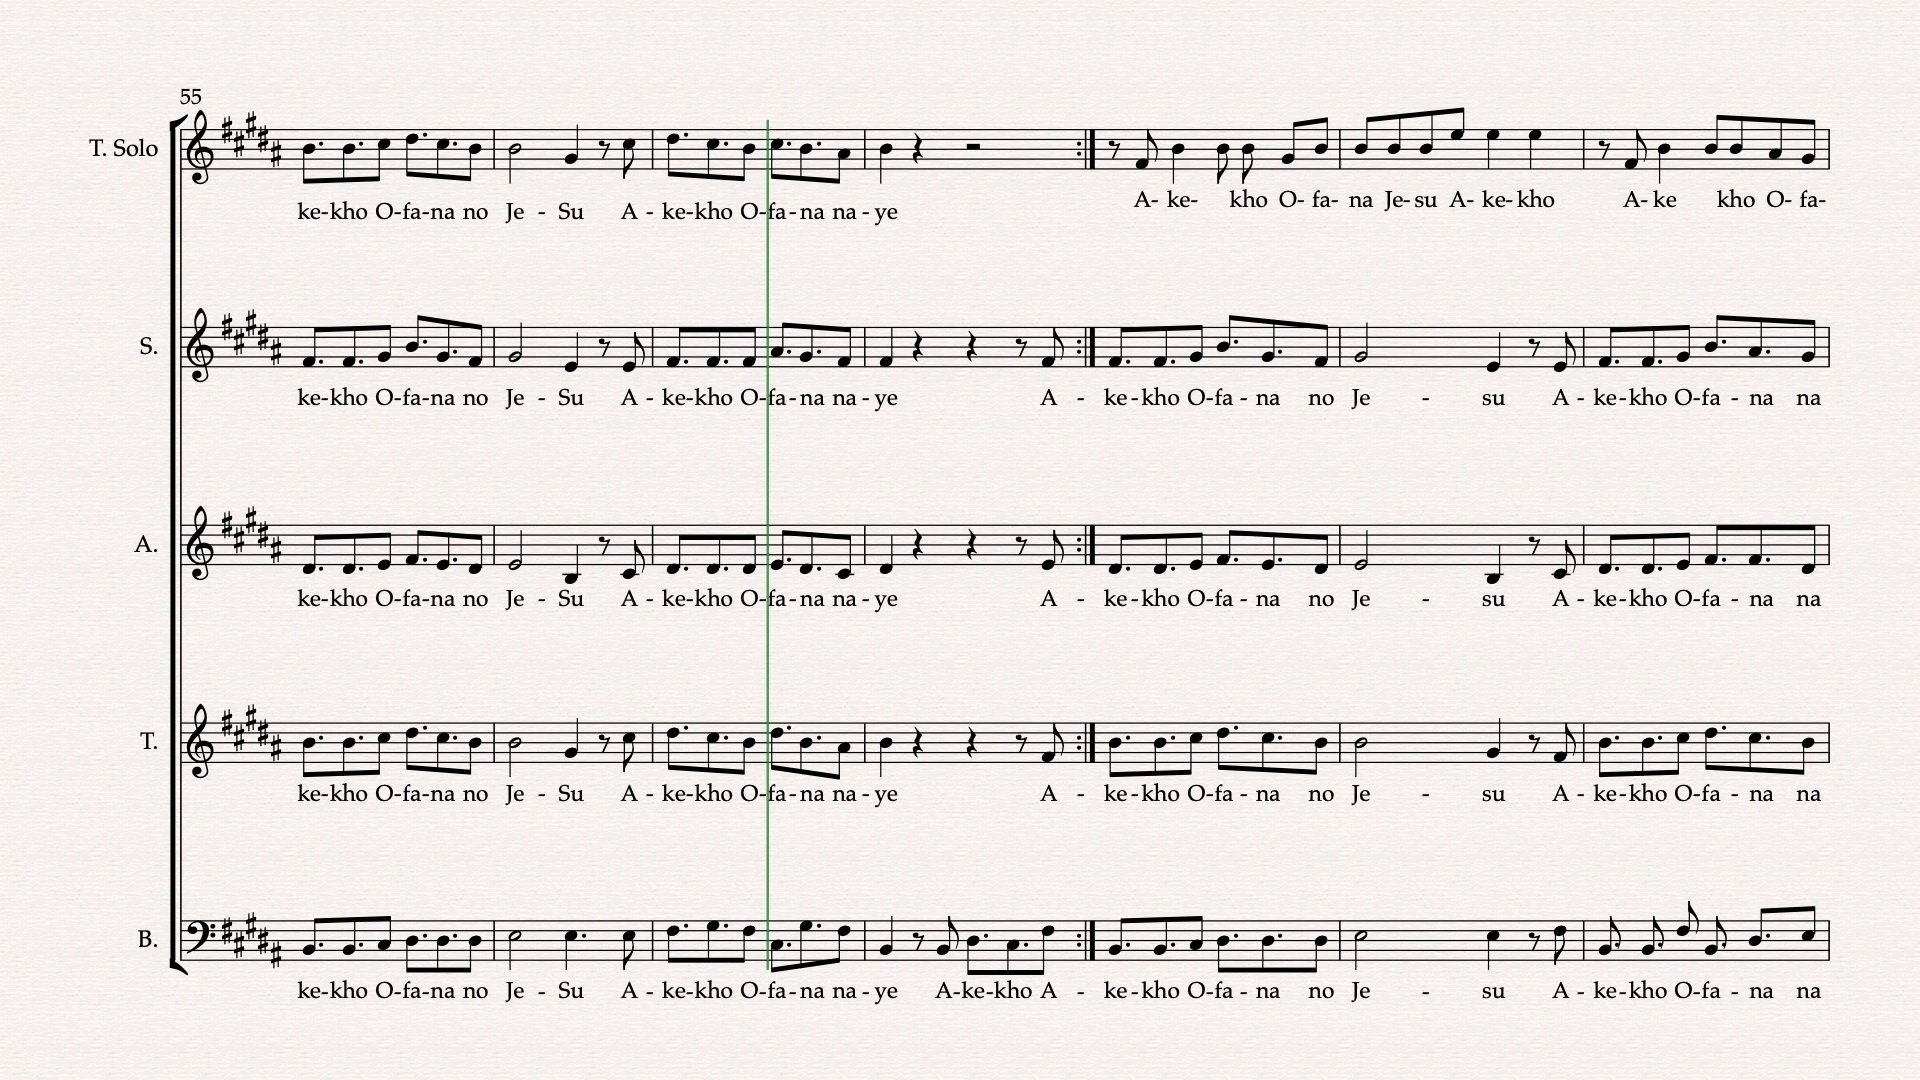 55
T. Solo
ke-kho O-fa-na no Je - Su A - ke-kho O-fa-na na-ye A- ke- kho O- fa- na Je-su A- ke-kho A-ke kho O- fa-
S.
ke-kho O-fa-na no Je - Su A - ke-kho O-fa-na na-ye A - ke-kho O-fa - na no Je - su A - ke-kho O-fa - na na
A.
ke-kho O-fa-na no Je - Su A - ke-kho O-fa-na na-ye A - ke-kho O-fa - na no Je - su A - ke-kho O-fa - na na
T.
ke-kho O-fa-na no Je - Su A - ke-kho O-fa-na na-ye A - ke-kho O-fa - na no Je - su A - ke-kho O-fa - na na
B.
ke-kho O-fa-na no Je - Su A - ke-kho O-fa-na na-ye A-ke-kho A - ke-kho O-fa - na no Je - su A - ke-kho O-fa - na na